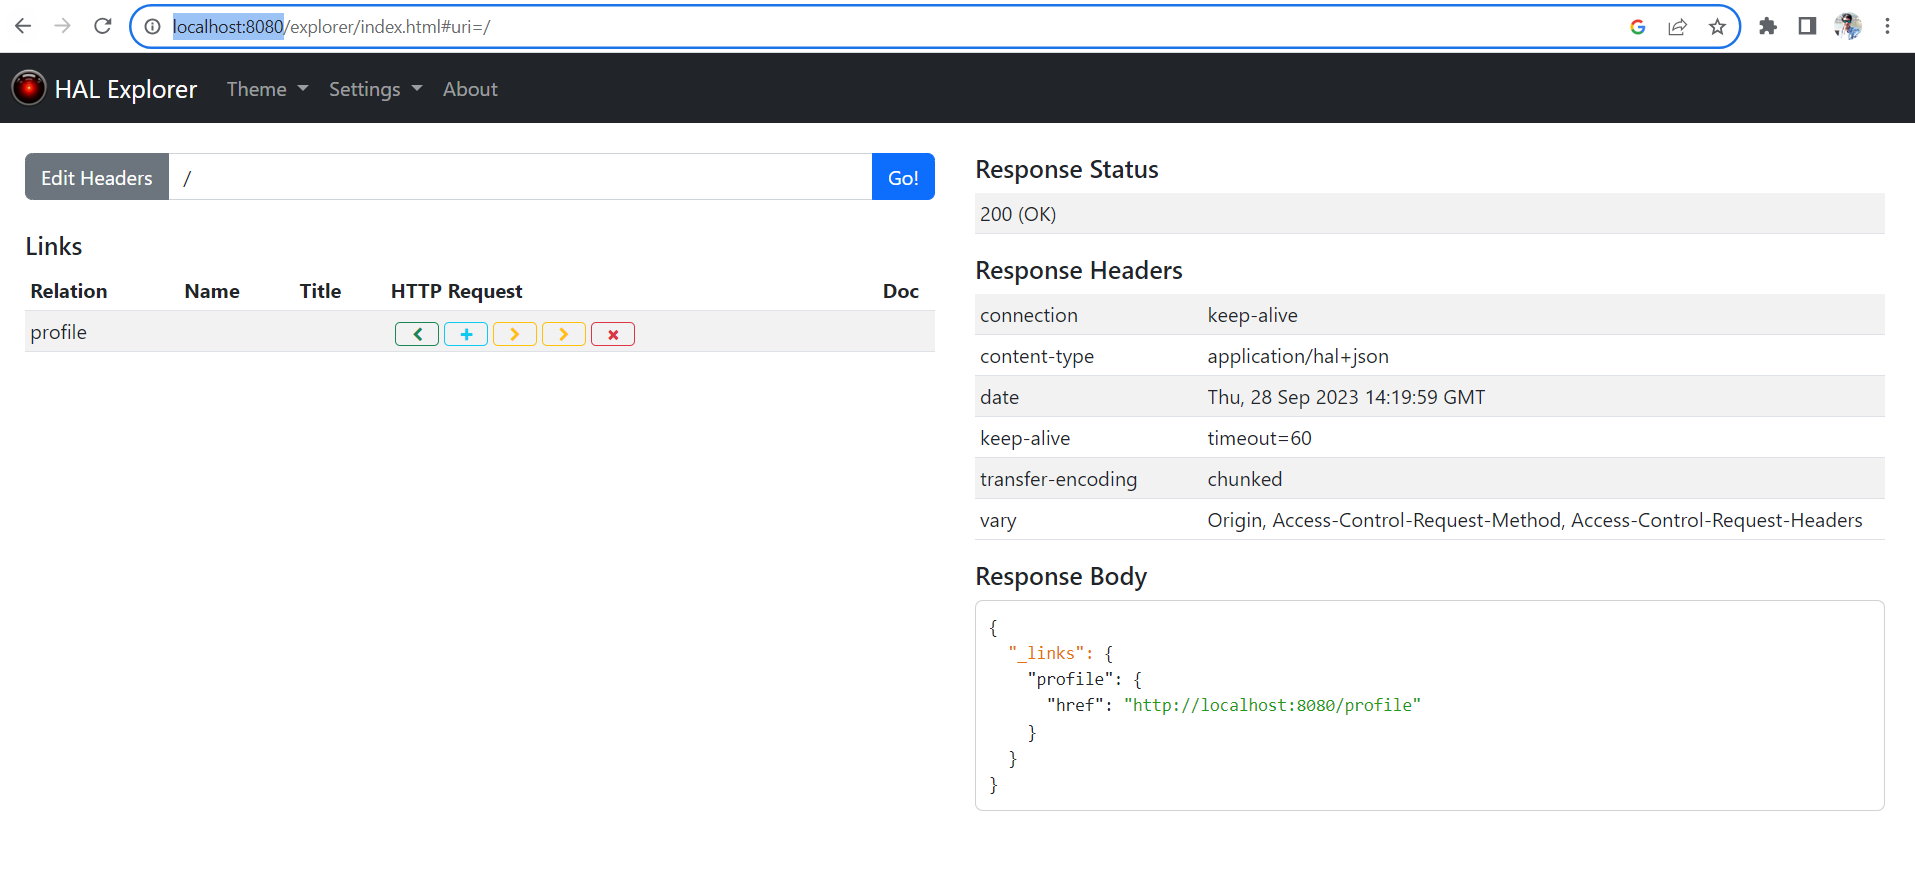 localhost:8080/explorer/index.html#uri=/
HAL Explorer Theme Settings About
Edit Headers / Go!
Links
Relation Name Title HTTP Request Doc
profile
Response Status
200 (OK)
Response Headers
connection keep-alive
content-type application/hal+json
date Thu, 28 Sep 2023 14:19:59 GMT
keep-alive timeout=60
transfer-encoding chunked
vary Origin, Access-Control-Request-Method, Access-Control-Request-Headers
Response Body
{
  "_links": {
    "profile": {
      "href": "http://localhost:8080/profile"
    }
  }
}